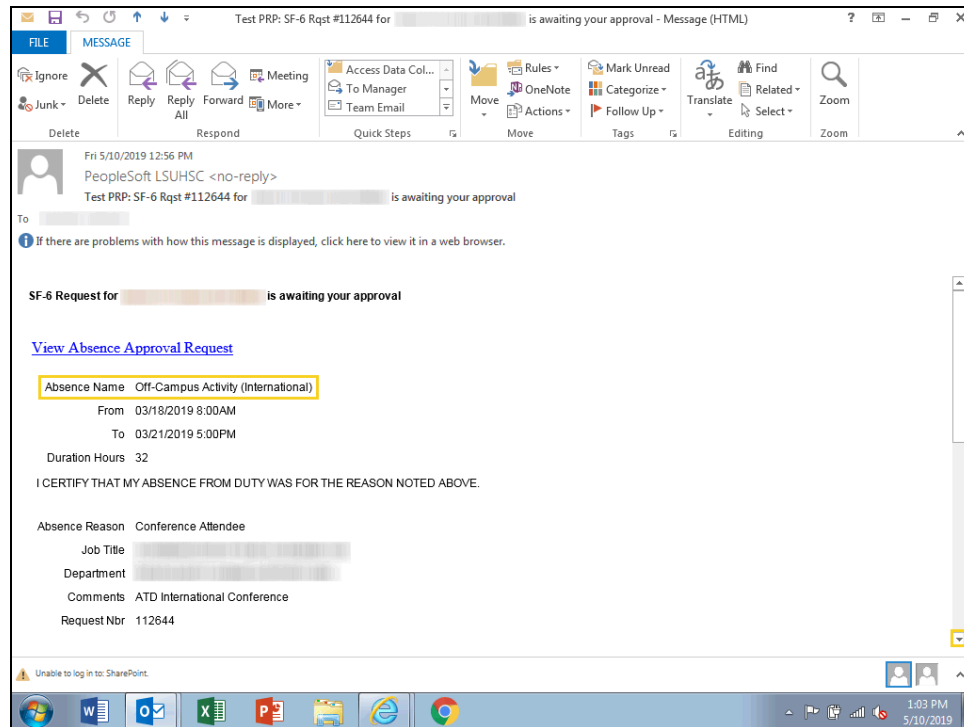 Test PRP: SF-6 Rqst #112644 for is awaiting your approval - Message (HTML)
FILE MESSAGE
Ignore
Junk
Delete
Reply
Reply All
Forward
Meeting
More
Access Data Col...
To Manager
Team Email
Move
Rules
OneNote
Actions
Mark Unread
Categorize
Follow Up
Translate
Find
Related
Select
Zoom
Delete Respond Quick Steps Move Tags Editing Zoom
Fri 5/10/2019 12:56 PM
PeopleSoft LSUHSC <no-reply>
Test PRP: SF-6 Rqst #112644 for is awaiting your approval
To
If there are problems with how this message is displayed, click here to view it in a web browser.
SF-6 Request for is awaiting your approval
View Absence Approval Request
Absence Name Off-Campus Activity (International)
From 03/18/2019 8:00AM
To 03/21/2019 5:00PM
Duration Hours 32
I CERTIFY THAT MY ABSENCE FROM DUTY WAS FOR THE REASON NOTED ABOVE.
Absence Reason Conference Attendee
Job Title
Department
Comments ATD International Conference
Request Nbr 112644
Unable to log in to: SharePoint.
1:03 PM
5/10/2019